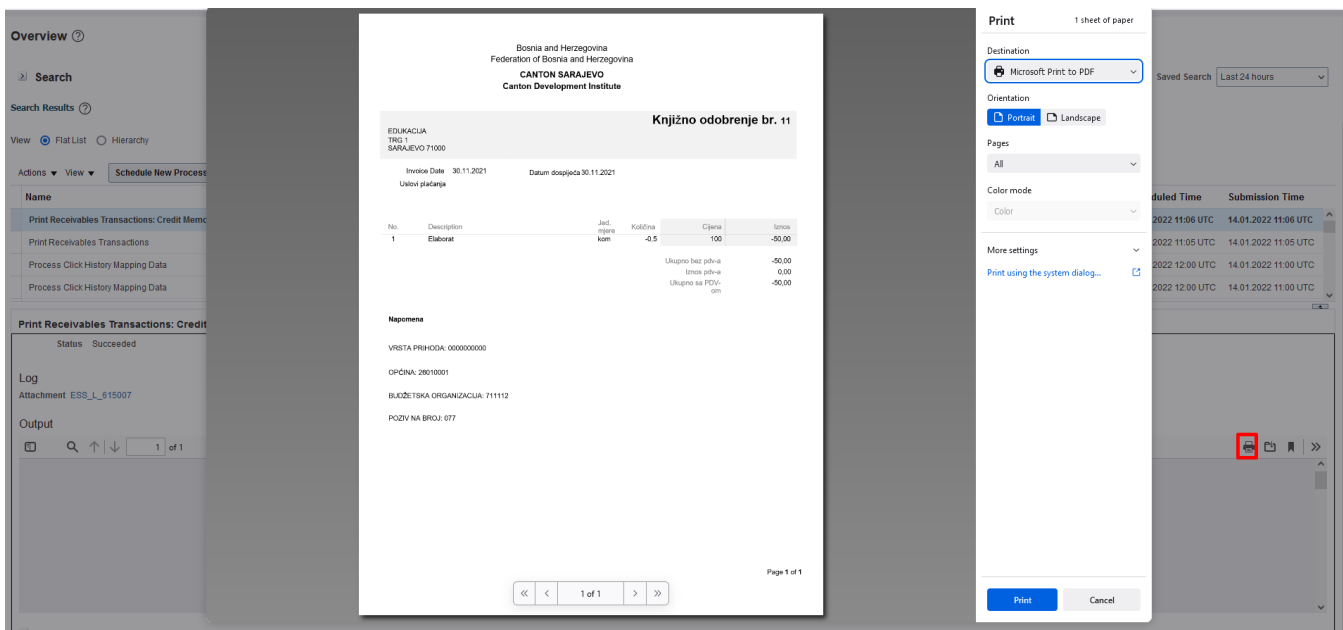 Overview
Search
Search Results
View Flat List Hierarchy
Actions View Schedule New Process
Name
Print Receivables Transactions: Credit Memo
Print Receivables Transactions
Process Click History Mapping Data
Process Click History Mapping Data
Print Receivables Transactions: Credit
Status Succeeded
Log
Attachment ESS_L_615007
Output
1 of 1
Bosnia and Herzegovina
Federation of Bosnia and Herzegovina
CANTON SARAJEVO
Canton Development Institute
Knjižno odobrenje br. 11
EDUKACIJA
TRG 1
SARAJEVO 71000
Invoice Date 30.11.2021 Datum dospijeća 30.11.2021
Uslovi plaćanja
No. Description Jed. mjere Količina Cijena Iznos
1 Elaborat kom -0,5 100 -50,00
Ukupno bez pdv-a -50,00
Iznos pdv-a 0,00
Ukupno sa PDV- -50,00
om
Napomena
VRSTA PRIHODA: 0000000000
OPĆINA: 26010001
BUDŽETSKA ORGANIZACIJA: 711112
POZIV NA BROJ: 077
Page 1 of 1
1 of 1
Print 1 sheet of paper
Destination
Microsoft Print to PDF
Orientation
Portrait Landscape
Pages
All
Color mode
Color
More settings
Print using the system dialog...
Print Cancel
Saved Search Last 24 hours
duled Time Submission Time
2022 11:06 UTC 14.01.2022 11:06 UTC
2022 11:05 UTC 14.01.2022 11:05 UTC
2022 12:00 UTC 14.01.2022 11:00 UTC
2022 12:00 UTC 14.01.2022 11:00 UTC